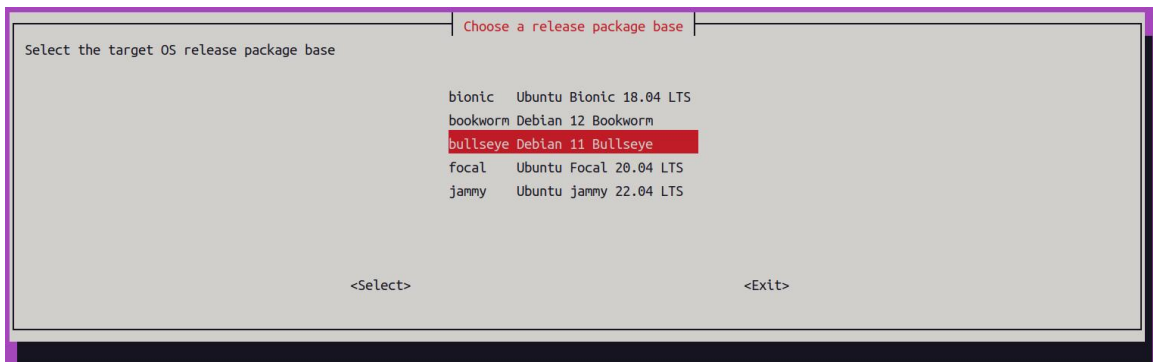 Choose a release package base
Select the target OS release package base
bionic Ubuntu Bionic 18.04 LTS
bookworm Debian 12 Bookworm
bullseye Debian 11 Bullseye
focal Ubuntu Focal 20.04 LTS
jammy Ubuntu jammy 22.04 LTS
<Select> <Exit>